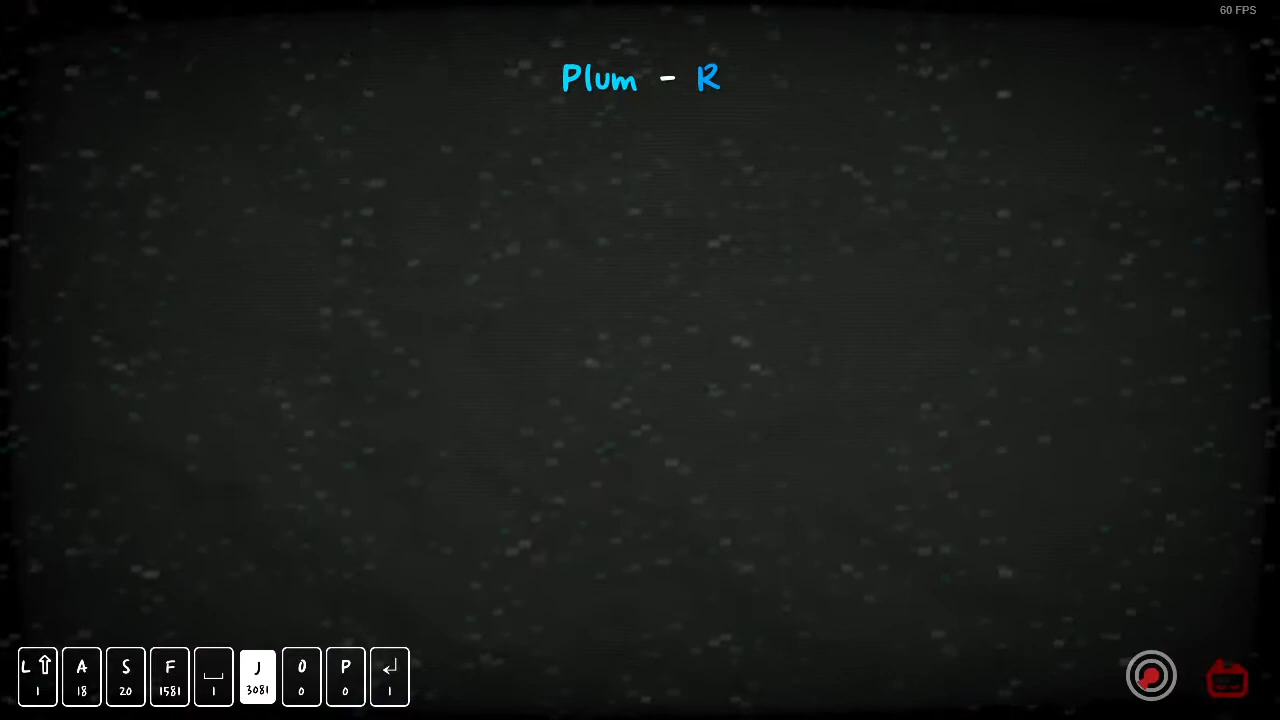 60 FPS
Plum - R
L⇧ A S F ⎵ J O P ↵
1 18 20 1581 1 3081 0 0 1